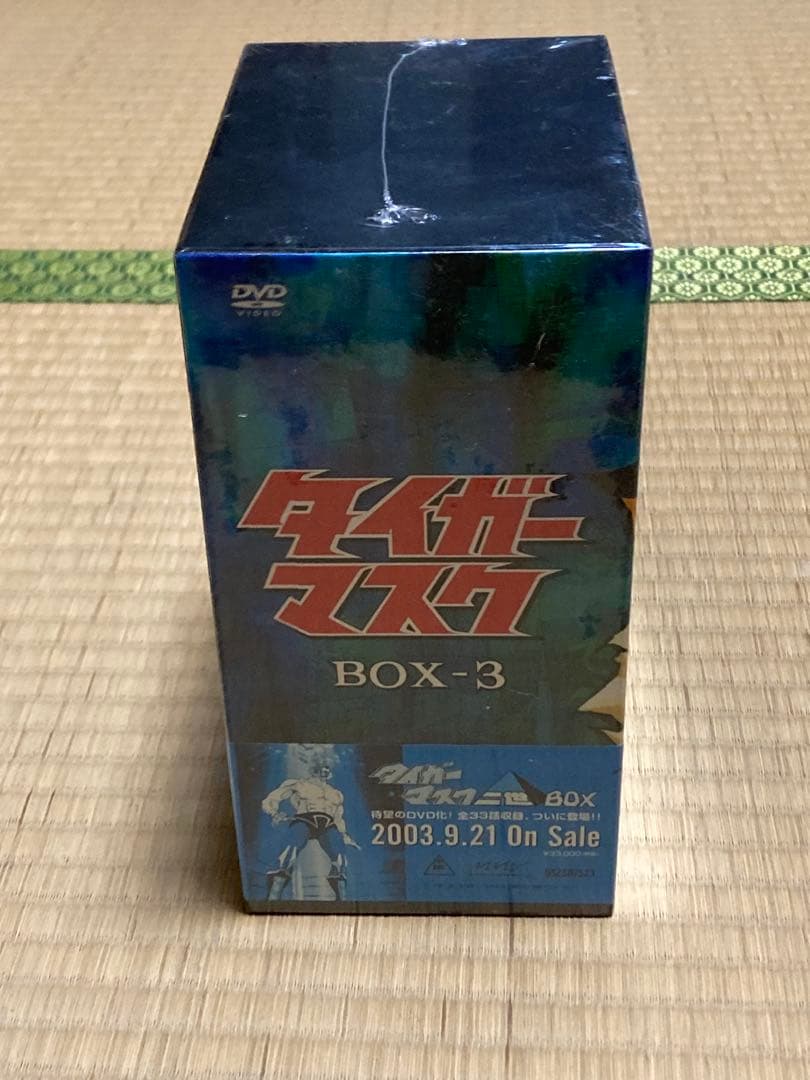 DVD
VIDEO
タイガー
マスク
BOX-3
タイガー
マスク二世 BOX
待望のDVD化! 全33話収録、ついに登場!!
2003.9.21 On Sale
¥33,000